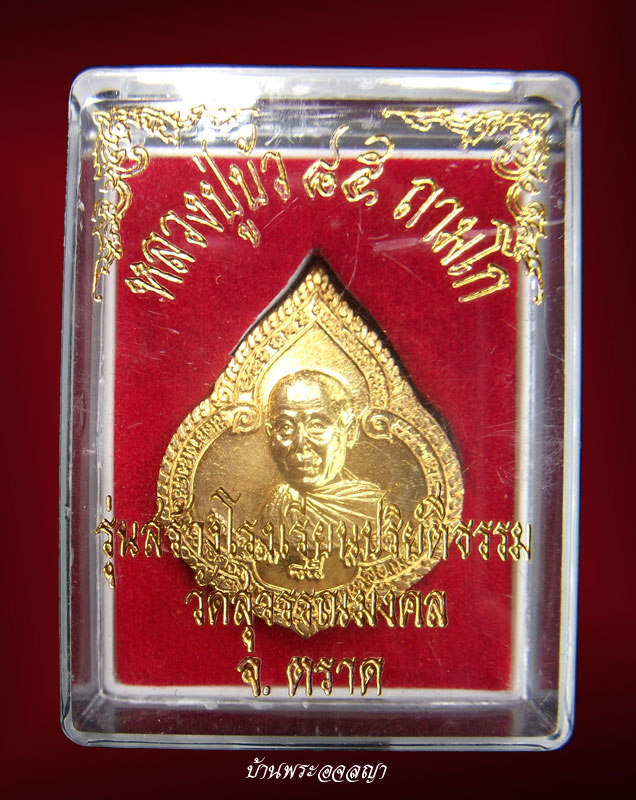 หลวงปู่บัว ๘๕ ถามโก
รุ่นสร้างโรงเรียนปริยัติธรรม
วัดสุวรรณมงคล
จ. ตราด
บ้านพระอจลญา